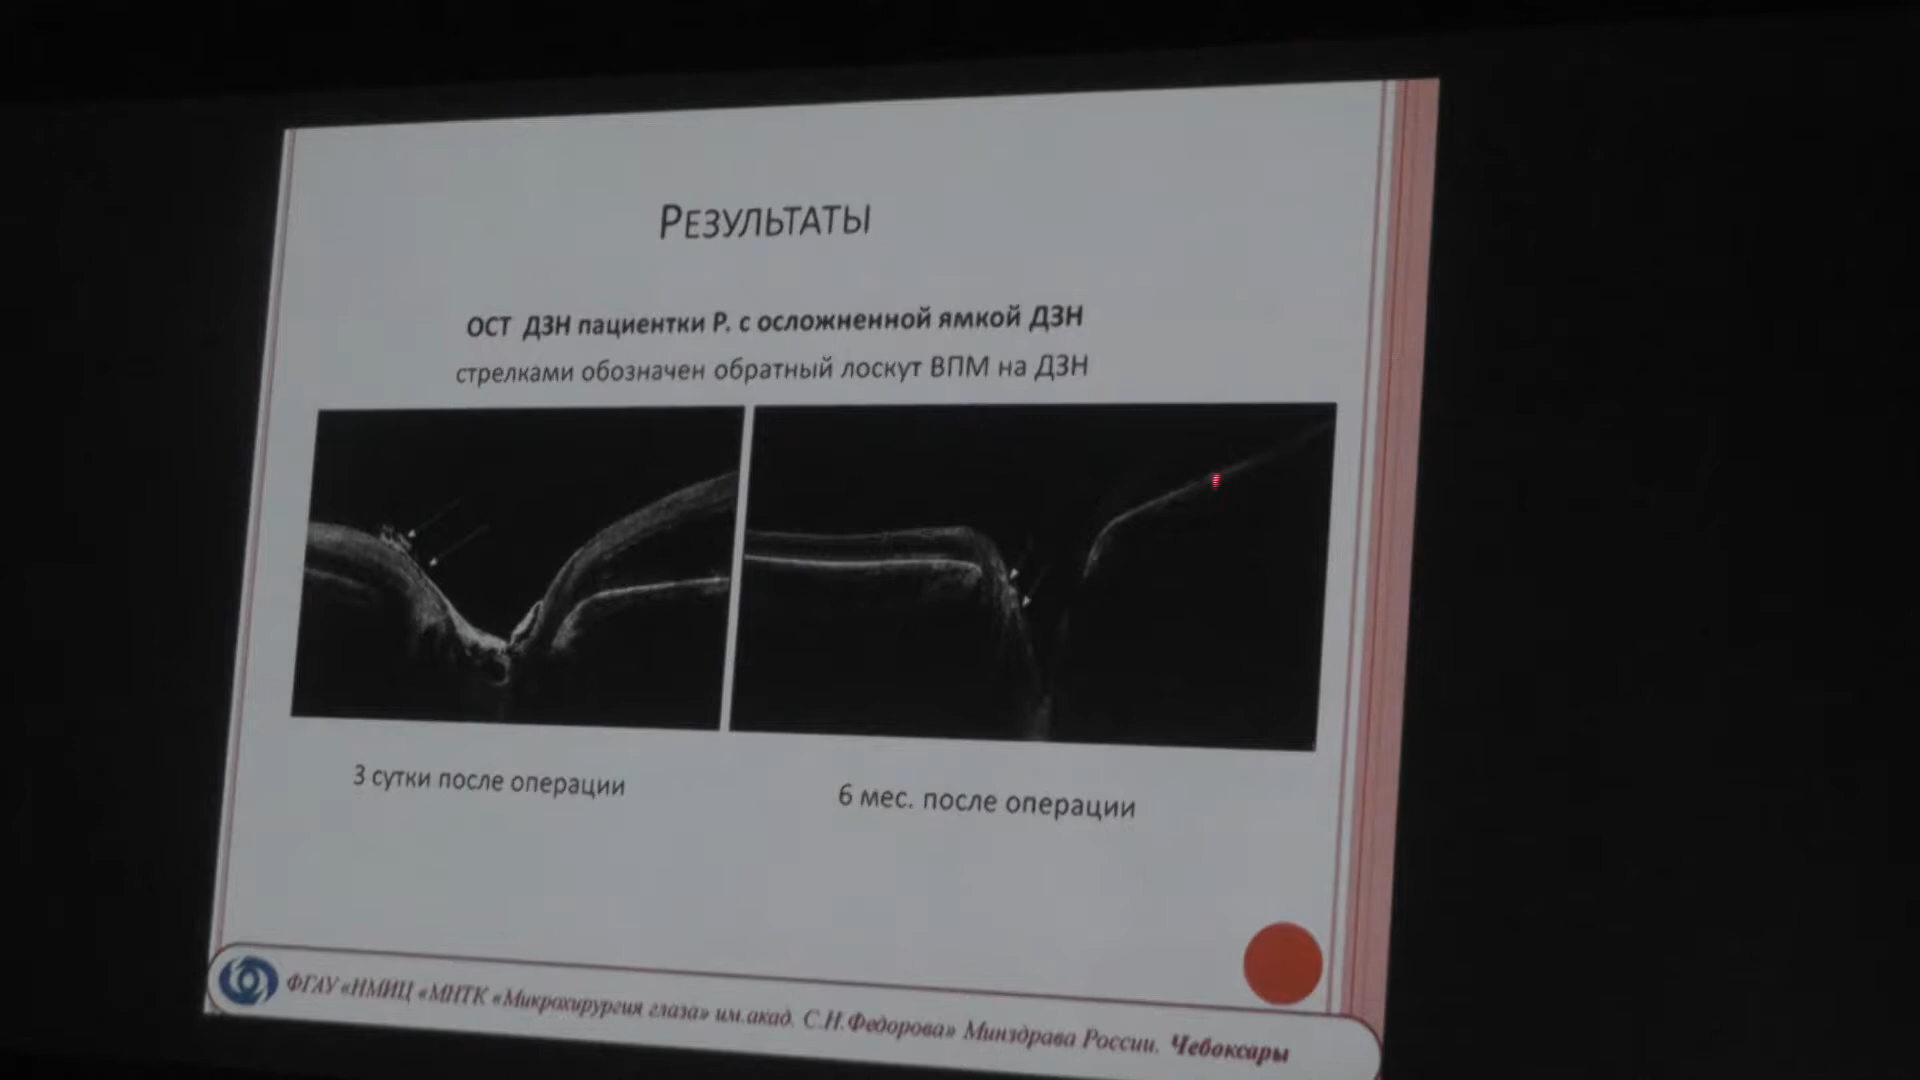 РЕЗУЛЬТАТЫ
ОСТ ДЗН пациентки Р. с осложненной ямкой ДЗН
стрелками обозначен обратный лоскут ВПМ на ДЗН
3 сутки после операции
6 мес. после операции
ФГАУ «НМИЦ «МНТК «Микрохирургия глаза» им.акад. С.Н.Федорова» Минздрава России. Чебоксары